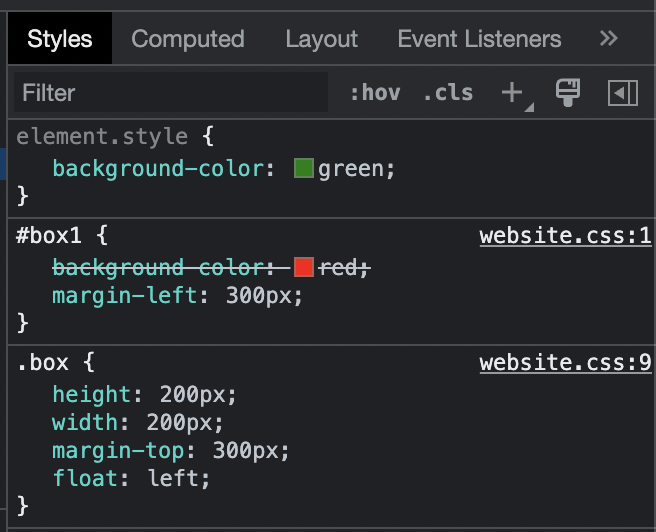 Styles Computed Layout Event Listeners »
Filter :hov .cls +
element.style {
background-color: green;
}
#box1 { website.css:1
background-color: red;
margin-left: 300px;
}
.box { website.css:9
height: 200px;
width: 200px;
margin-top: 300px;
float: left;
}